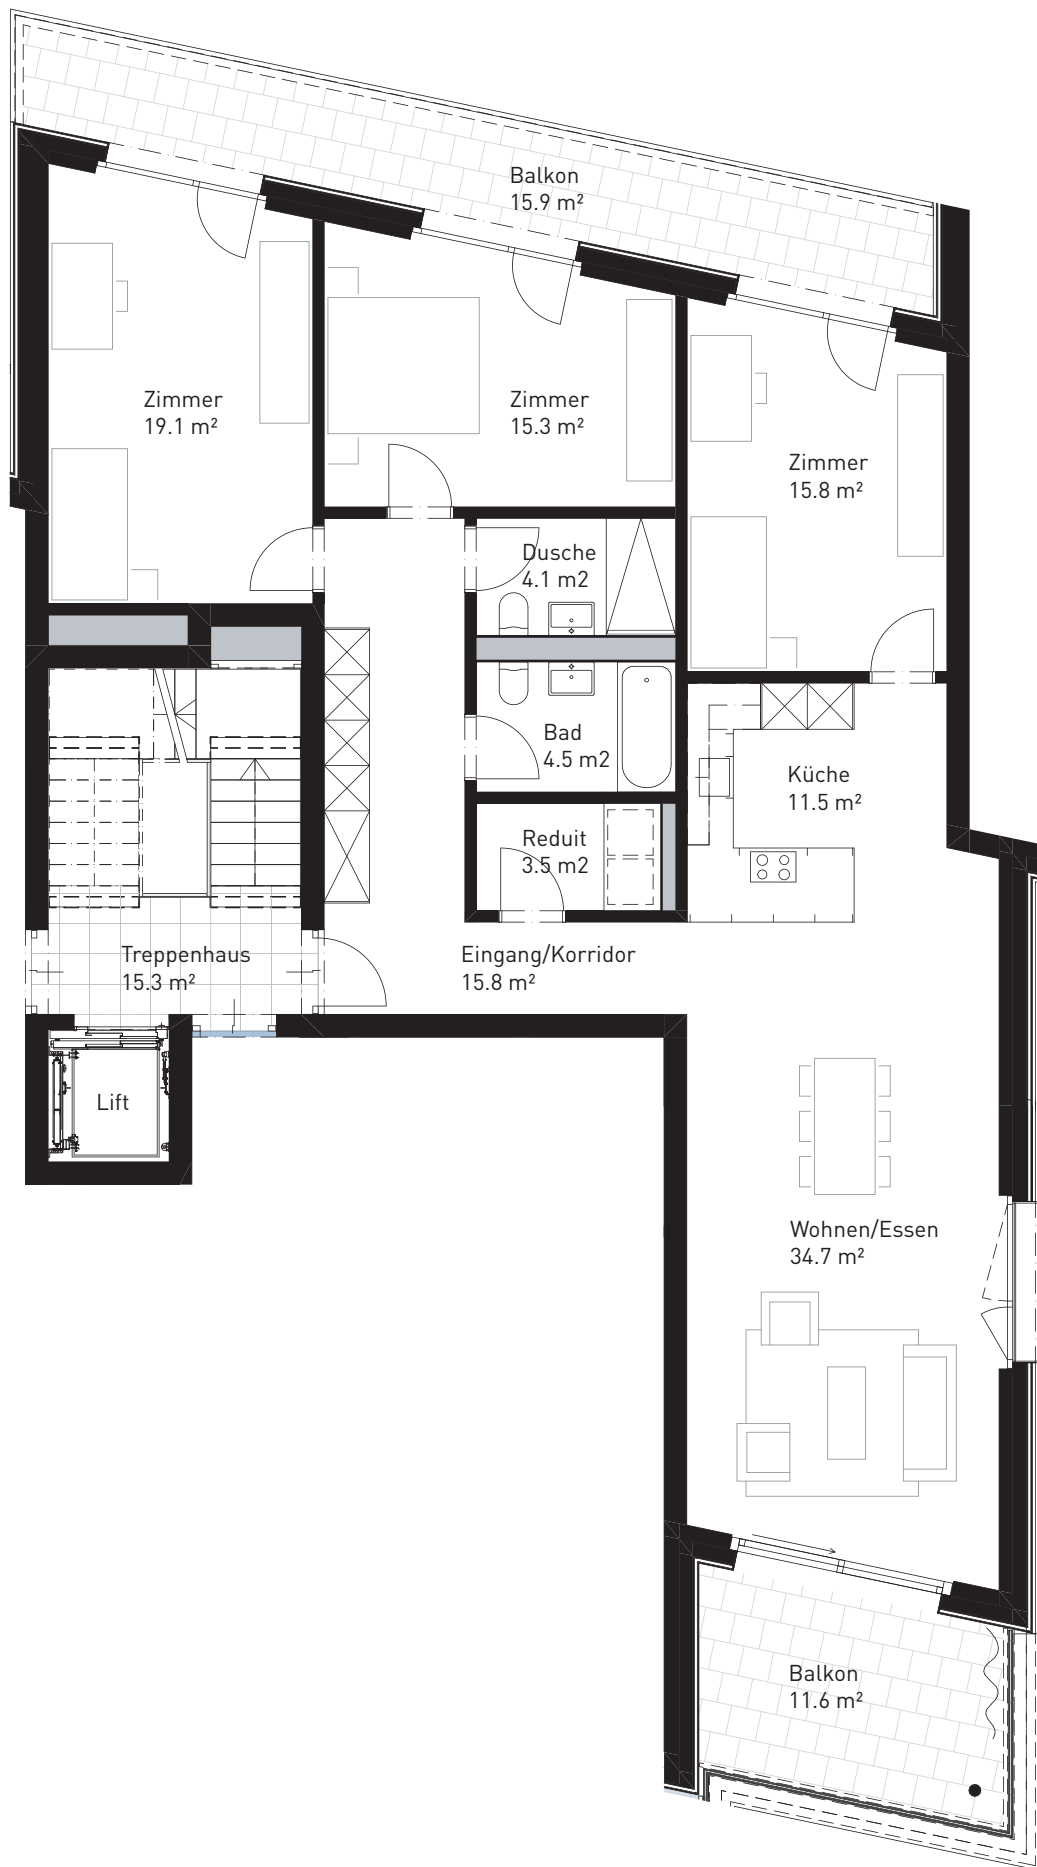 Balkon
15.9 m²
Zimmer
19.1 m²
Zimmer
15.3 m²
Zimmer
15.8 m²
Dusche
4.1 m2
Bad
4.5 m2
Küche
11.5 m²
Reduit
3.5 m2
Treppenhaus
15.3 m²
Eingang/Korridor
15.8 m²
Lift
Wohnen/Essen
34.7 m²
Balkon
11.6 m²